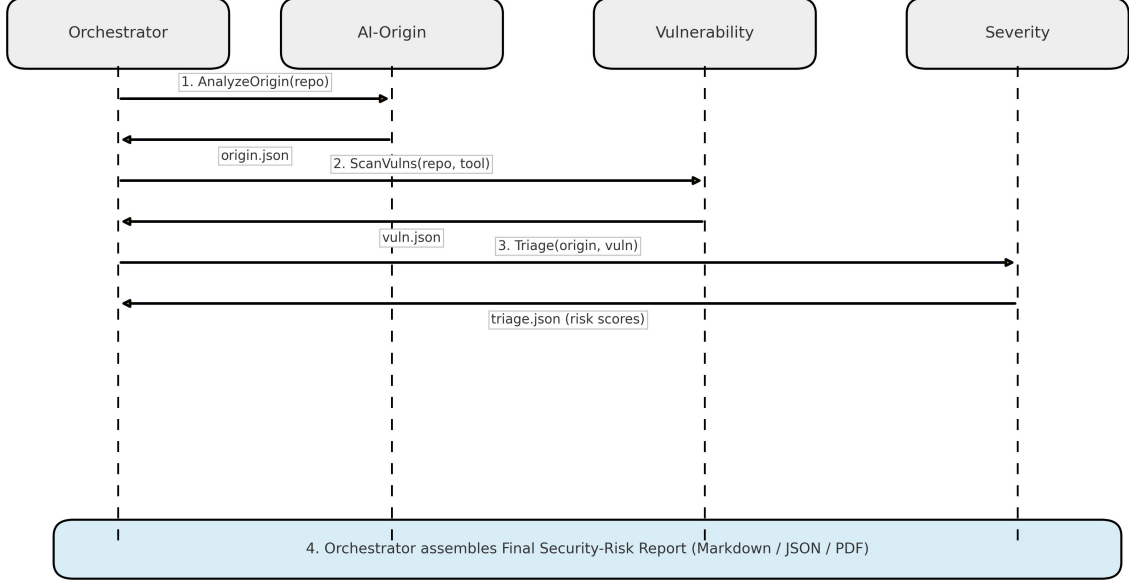 Orchestrator
AI-Origin
Vulnerability
Severity
1. AnalyzeOrigin(repo)
origin.json
2. ScanVulns(repo, tool)
vuln.json
3. Triage(origin, vuln)
triage.json (risk scores)
4. Orchestrator assembles Final Security-Risk Report (Markdown / JSON / PDF)